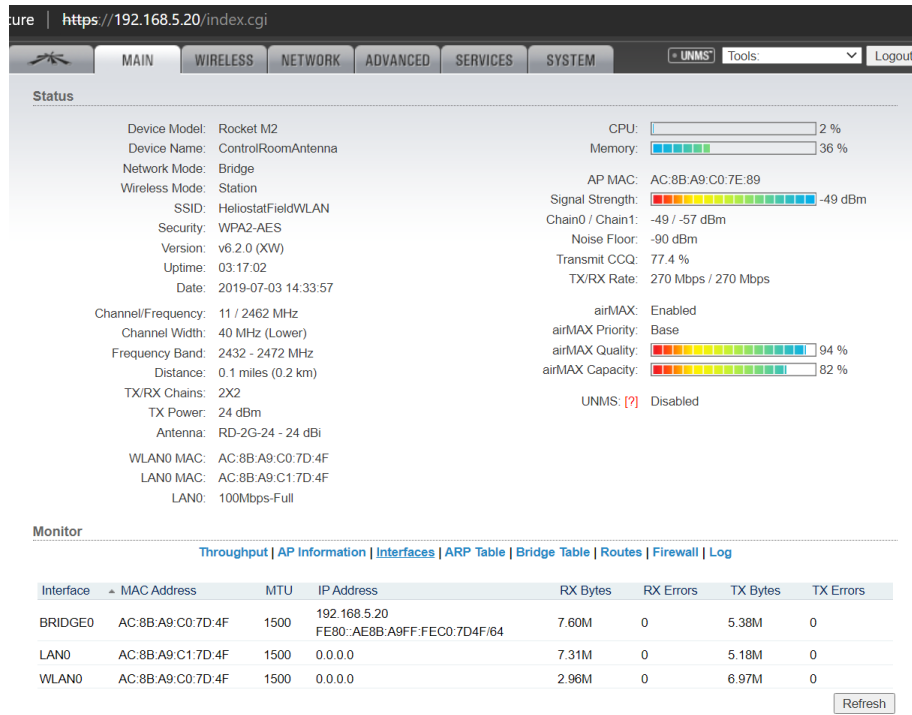 cure | https://192.168.5.20/index.cgi
MAIN WIRELESS NETWORK ADVANCED SERVICES SYSTEM UNMS™ Tools: Logout
Status
Device Model: Rocket M2
Device Name: ControlRoomAntenna
Network Mode: Bridge
Wireless Mode: Station
SSID: HeliostatFieldWLAN
Security: WPA2-AES
Version: v6.2.0 (XW)
Uptime: 03:17:02
Date: 2019-07-03 14:33:57
Channel/Frequency: 11 / 2462 MHz
Channel Width: 40 MHz (Lower)
Frequency Band: 2432 - 2472 MHz
Distance: 0.1 miles (0.2 km)
TX/RX Chains: 2X2
TX Power: 24 dBm
Antenna: RD-2G-24 - 24 dBi
WLAN0 MAC: AC:8B:A9:C0:7D:4F
LAN0 MAC: AC:8B:A9:C1:7D:4F
LAN0: 100Mbps-Full
CPU: 2 %
Memory: 36 %
AP MAC: AC:8B:A9:C0:7E:89
Signal Strength: -49 dBm
Chain0 / Chain1: -49 / -57 dBm
Noise Floor: -90 dBm
Transmit CCQ: 77.4 %
TX/RX Rate: 270 Mbps / 270 Mbps
airMAX: Enabled
airMAX Priority: Base
airMAX Quality: 94 %
airMAX Capacity: 82 %
UNMS: [?] Disabled
Monitor
Throughput | AP Information | Interfaces | ARP Table | Bridge Table | Routes | Firewall | Log
Interface MAC Address MTU IP Address RX Bytes RX Errors TX Bytes TX Errors
BRIDGE0 AC:8B:A9:C0:7D:4F 1500 192.168.5.20 7.60M 0 5.38M 0
FE80::AE8B:A9FF:FEC0:7D4F/64
LAN0 AC:8B:A9:C1:7D:4F 1500 0.0.0.0 7.31M 0 5.18M 0
WLAN0 AC:8B:A9:C0:7D:4F 1500 0.0.0.0 2.96M 0 6.97M 0
Refresh